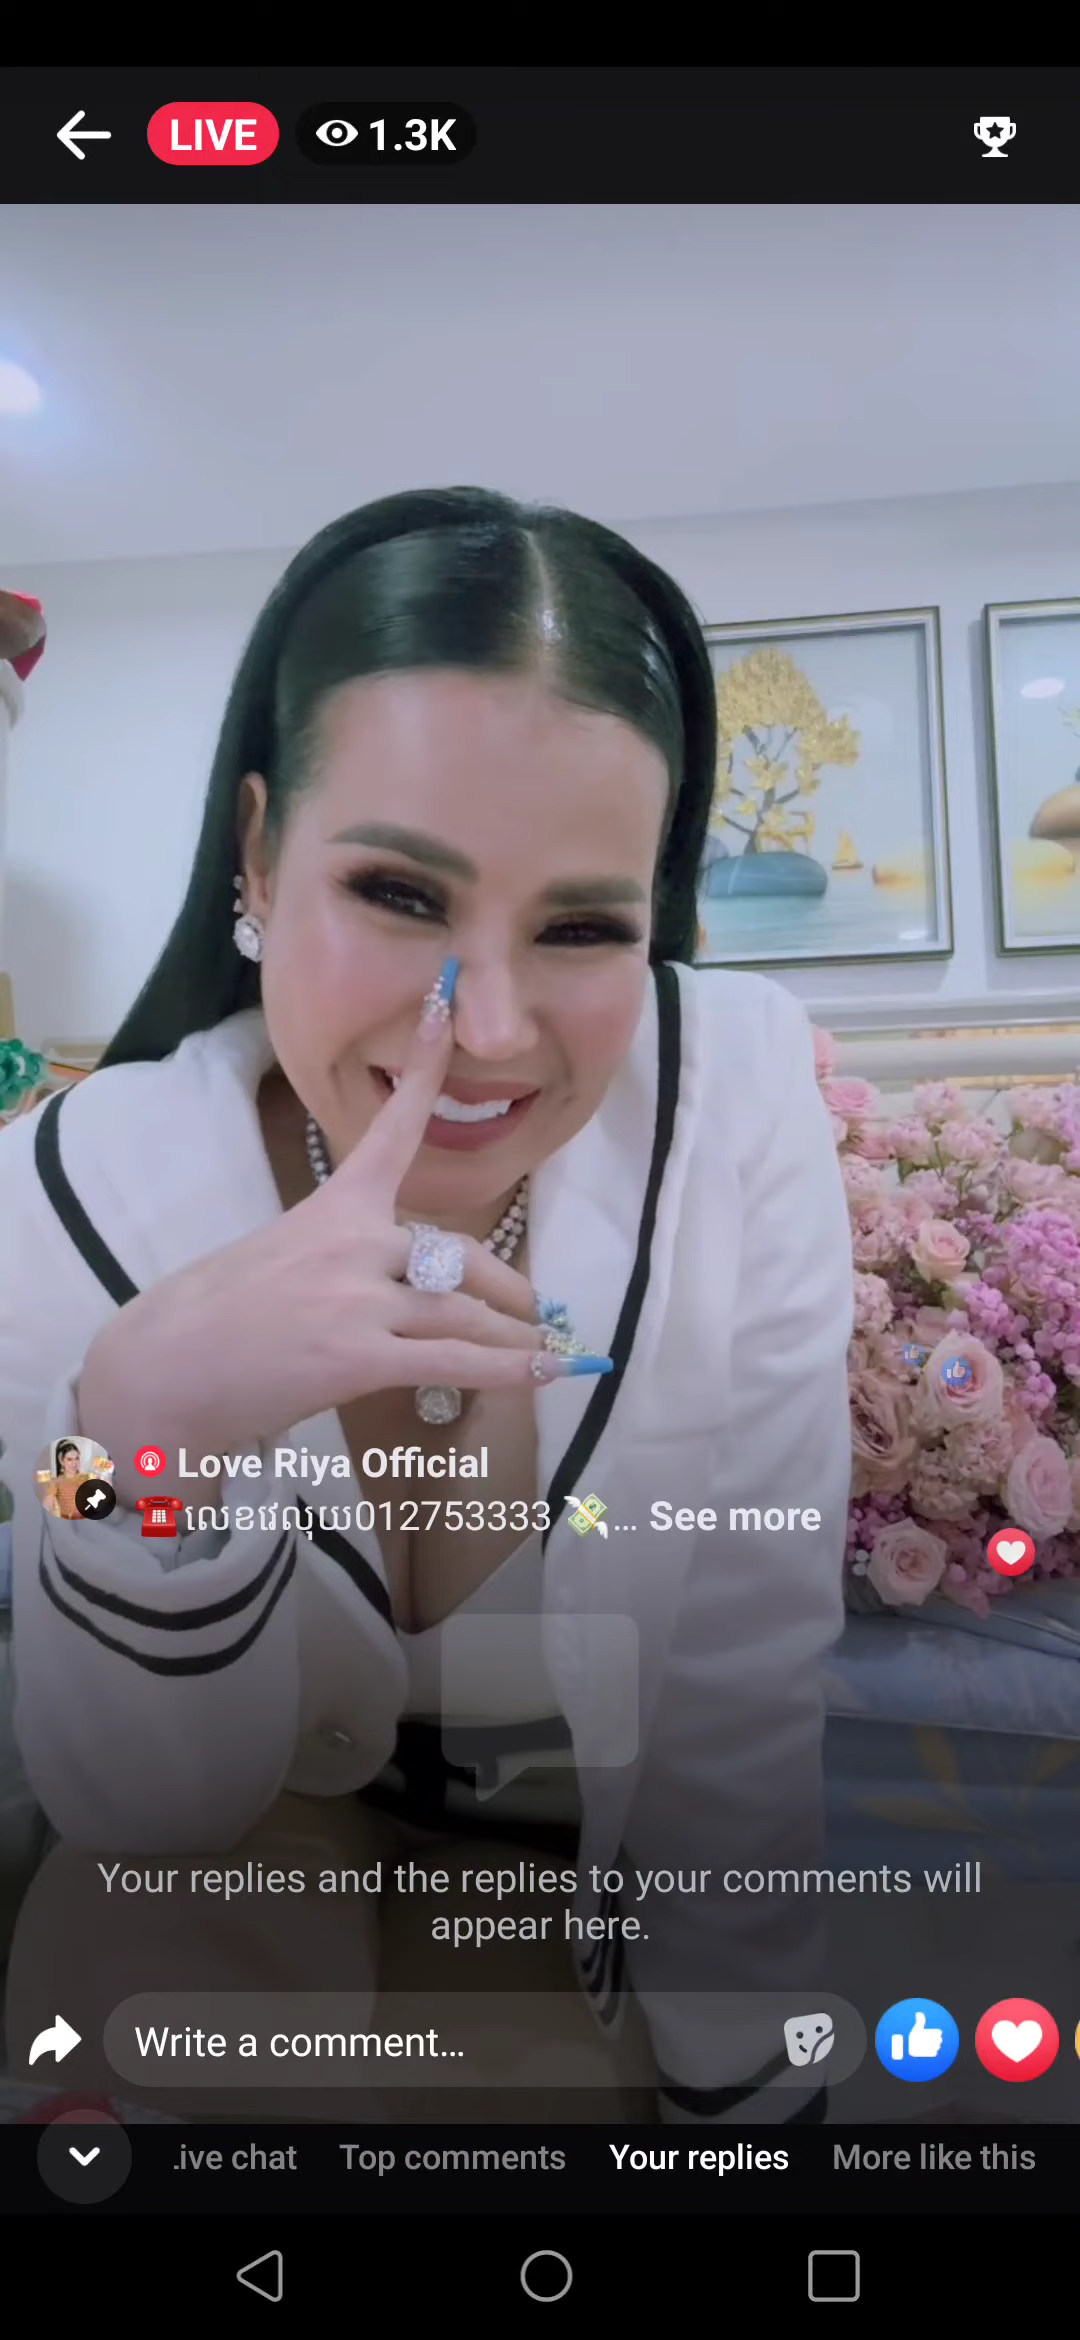 LIVE
1.3K
Love Riya Official
លេខវេលុយ012753333 ... See more
Your replies and the replies to your comments will
appear here.
Write a comment...
.ive chat Top comments Your replies More like this